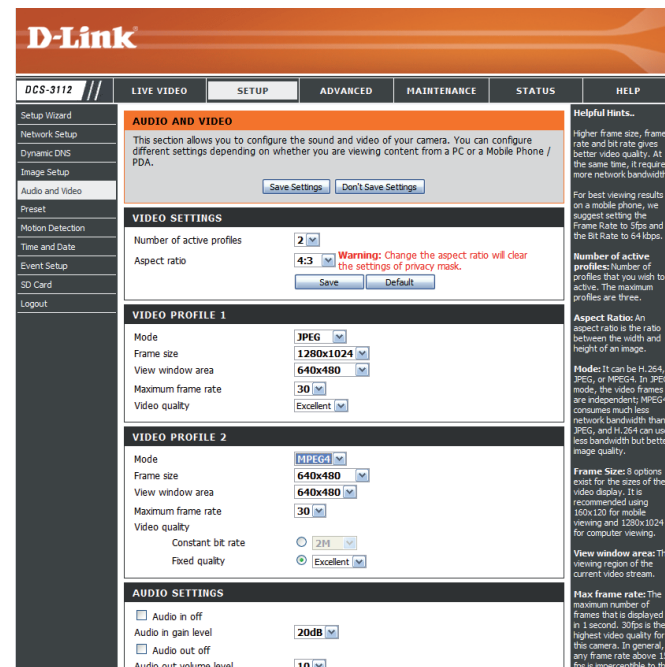 D-Link
DCS-3112
LIVE VIDEO
SETUP
ADVANCED
MAINTENANCE
STATUS
HELP
Setup Wizard
Network Setup
Dynamic DNS
Image Setup
Audio and Video
Preset
Motion Detection
Time and Date
Event Setup
SD Card
Logout
AUDIO AND VIDEO
This section allows you to configure the sound and video of your camera. You can configure
different settings depending on whether you are viewing content from a PC or a Mobile Phone /
PDA.
Save Settings
Don't Save Settings
VIDEO SETTINGS
Number of active profiles 2
Aspect ratio 4:3 Warning: Change the aspect ratio will clear
the settings of privacy mask.
Save
Default
VIDEO PROFILE 1
Mode JPEG
Frame size 1280x1024
View window area 640x480
Maximum frame rate 30
Video quality Excellent
VIDEO PROFILE 2
Mode MPEG4
Frame size 640x480
View window area 640x480
Maximum frame rate 30
Video quality
Constant bit rate 2M
Fixed quality Excellent
AUDIO SETTINGS
Audio in off
Audio in gain level 20dB
Audio out off
Audio out volume level 10
Helpful Hints..
Higher frame size, frame
rate and bit rate gives
better video quality. At
the same time, it require
more network bandwidth
For best viewing results
on a mobile phone, we
suggest setting the
Frame Rate to 5fps and
the Bit Rate to 64 kbps.
Number of active
profiles: Number of
profiles that you wish to
active. The maximum
profiles are three.
Aspect Ratio: An
aspect ratio is the ratio
between the width and
height of an image.
Mode: It can be H.264,
JPEG, or MPEG4. In JPEG
mode, the video frames
are independent; MPEG4
consumes much less
network bandwidth than
JPEG, and H.264 can use
less bandwidth but bette
image quality.
Frame Size: 8 options
exist for the sizes of the
video display. It is
recommended using
160x120 for mobile
viewing and 1280x1024
for computer viewing.
View window area: Th
viewing region of the
current video stream.
Max frame rate: The
maximum number of
frames that is displayed
in 1 second. 30fps is the
highest video quality for
this camera. In general,
any frame rate above 15
fps is imperceptible to th